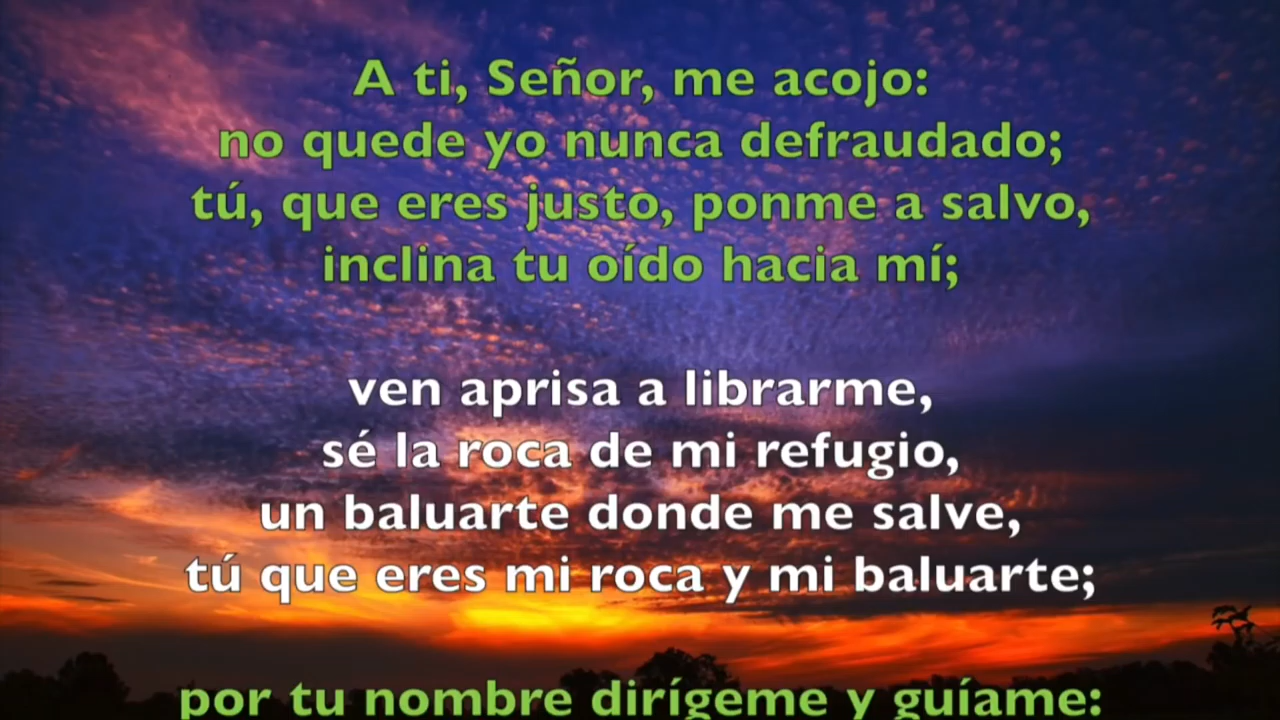 A ti, Señor, me acojo:
no quede yo nunca defraudado;
tú, que eres justo, ponme a salvo,
inclina tu oído hacia mí;
ven aprisa a librarme,
sé la roca de mi refugio,
un baluarte donde me salve,
tú que eres mi roca y mi baluarte;
por tu nombre dirígeme y guíame: